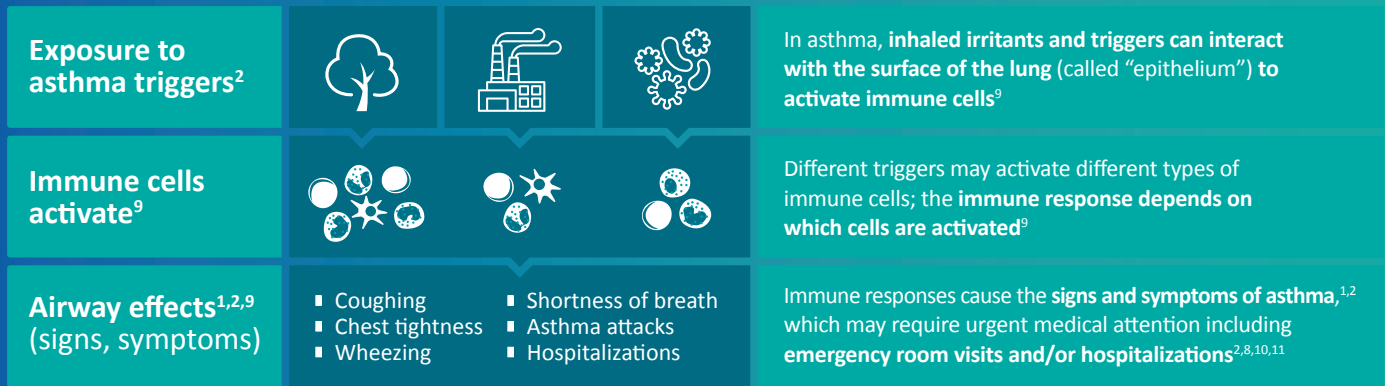 Exposure to
asthma triggers²
In asthma, inhaled irritants and triggers can interact
with the surface of the lung (called “epithelium”) to
activate immune cells⁹
Immune cells
activate⁹
Different triggers may activate different types of
immune cells; the immune response depends on
which cells are activated⁹
Airway effects¹,²,⁹
(signs, symptoms)
▪ Coughing
▪ Chest tightness
▪ Wheezing
▪ Shortness of breath
▪ Asthma attacks
▪ Hospitalizations
Immune responses cause the signs and symptoms of asthma,¹,²
which may require urgent medical attention including
emergency room visits and/or hospitalizations²,⁸,¹⁰,¹¹